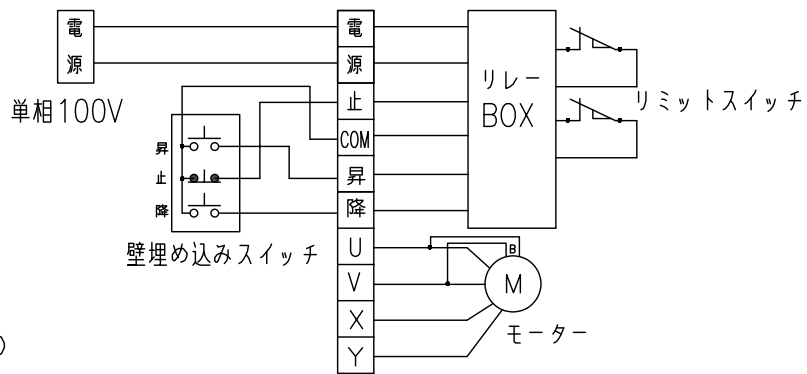 電
源
単相100V
昇
止
降
壁埋め込みスイッチ
電
源
止
COM
昇
降
U
V
X
Y
リレー
BOX
リミットスイッチ
B
M
モーター
)